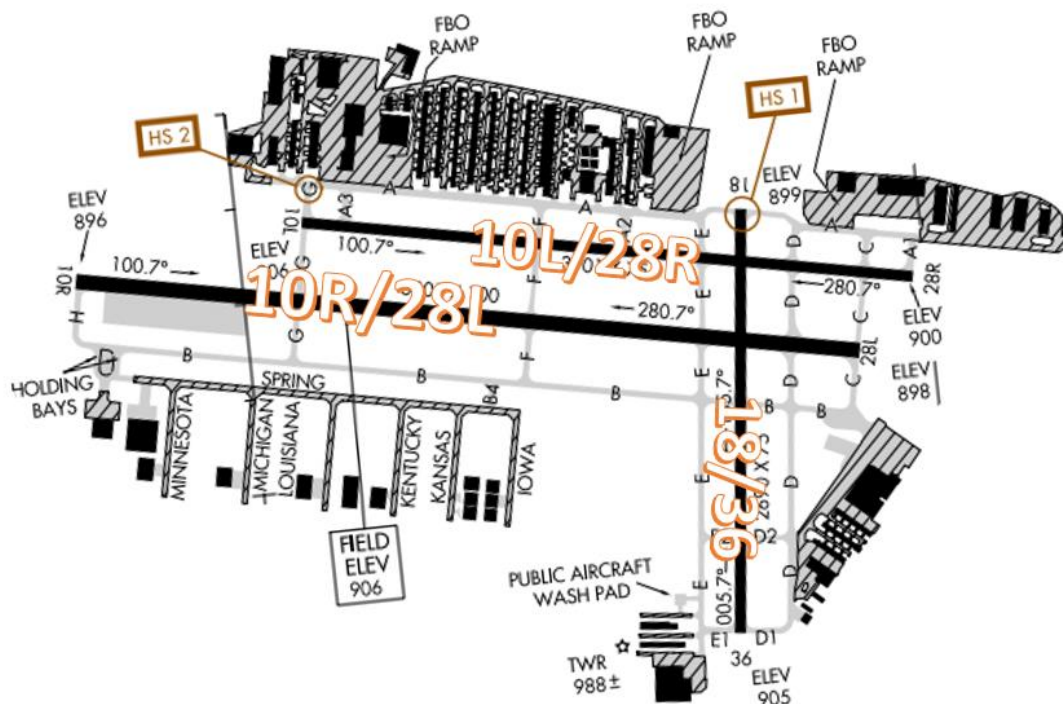 FBO
RAMP
FBO
RAMP
FBO
RAMP
HS 1
HS 2
ELEV
896
10R
100.7°
H
HOLDING
BAYS
G
A
A3
10L
ELEV
100.7°
G
G
F
A
A2
F
F
10L/28R
10R/28L
E
E
E
E
18
ELEV
899
D
D
D
D
D
D
A
C
C
C
A1
28R
280.7°
280.7°
ELEV
900
28L
ELEV
898
B
B
B
B
B
B4
SPRING
MINNESOTA
MICHIGAN
LOUISIANA
KENTUCKY
KANSAS
IOWA
FIELD
ELEV
906
18/36
005.7°
D2
E
PUBLIC AIRCRAFT
WASH PAD
TWR
988±
E1
D1
36
ELEV
905